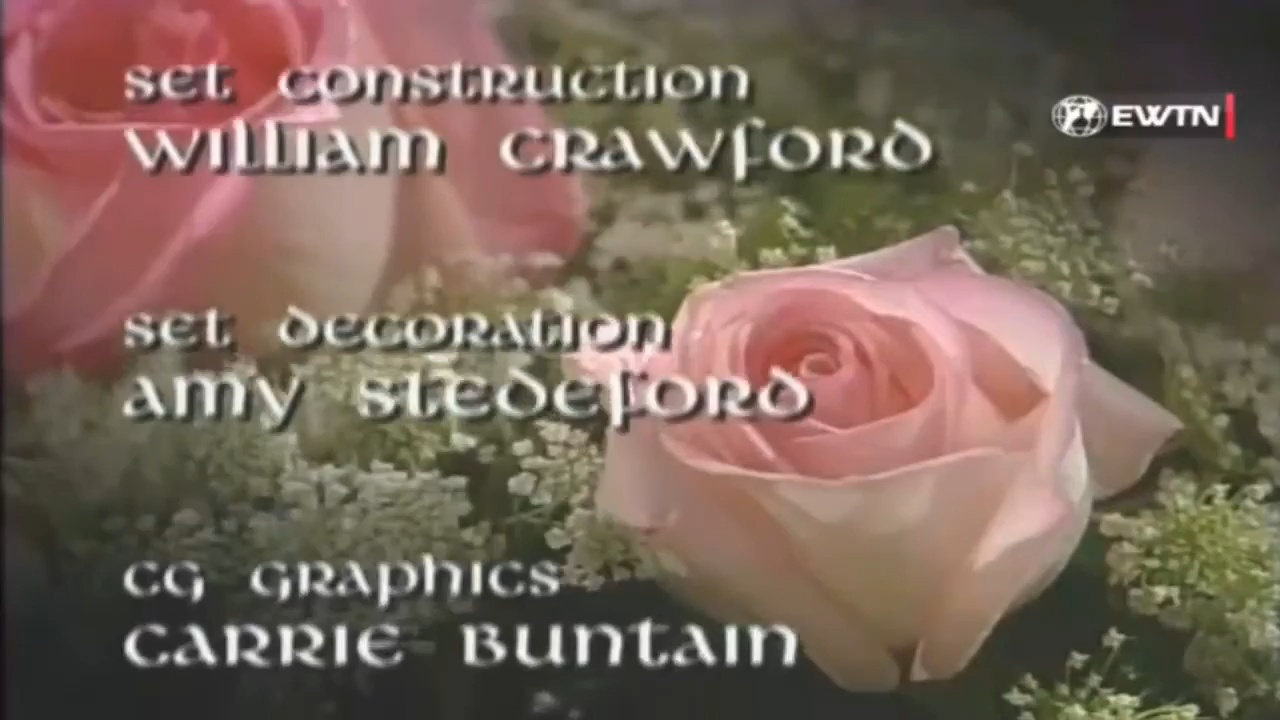 set construction
William Crawford
EWTN
set decoration
Amy Stedeford
CG Graphics
Carrie Buntain